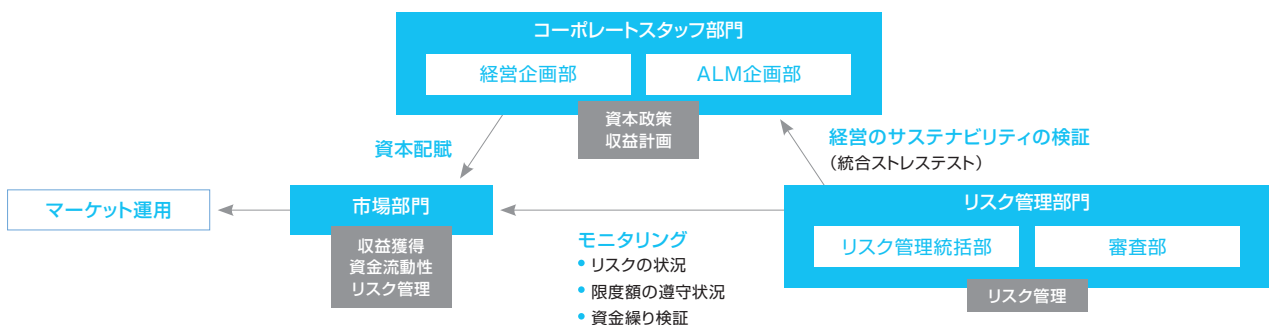 コーポレートスタッフ部門
経営企画部
ALM企画部
資本政策
収益計画
資本配賦
経営のサステナビリティの検証
（統合ストレステスト）
マーケット運用
市場部門
収益獲得
資金流動性
リスク管理
モニタリング
• リスクの状況
• 限度額の遵守状況
• 資金繰り検証
リスク管理部門
リスク管理統括部
審査部
リスク管理